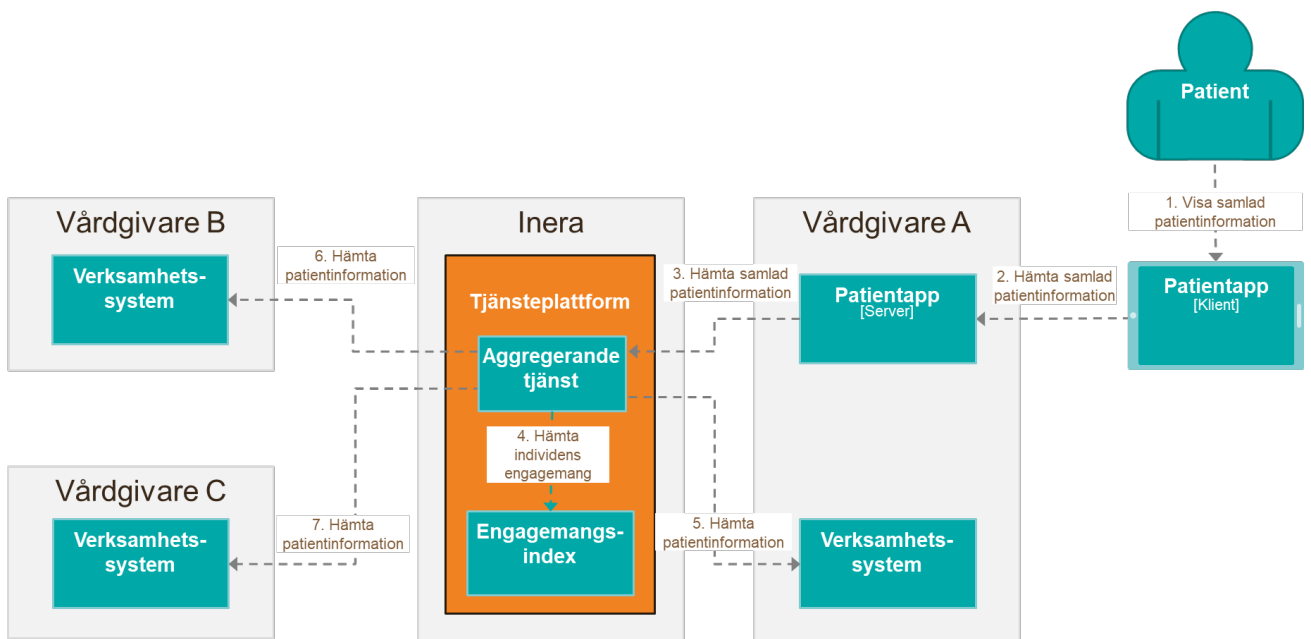 Patient
1. Visa samlad
patientinformation
Vårdgivare B
Inera
Vårdgivare A
Verksamhets-
system
6. Hämta
patientinformation
Tjänsteplattform
3. Hämta samlad
patientinformation
Patientapp
[Server]
2. Hämta samlad
patientinformation
Patientapp
[Klient]
Aggregerande
tjänst
4. Hämta
individens
engagemang
Vårdgivare C
Verksamhets-
system
7. Hämta
patientinformation
Engagemangs-
index
5. Hämta
patientinformation
Verksamhets-
system